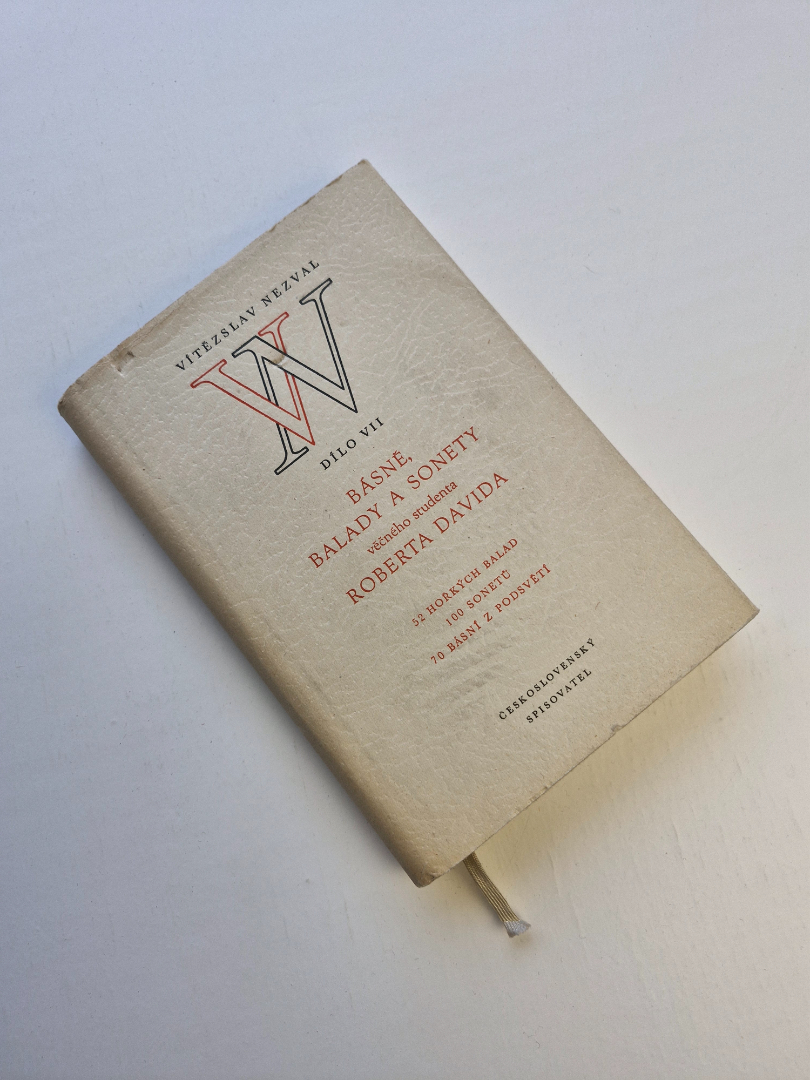 VÍTĚZSLAV NEZVAL
VN
DÍLO VII
BÁSNĚ,
BALADY A SONETY
věčného studenta
ROBERTA DAVIDA
52 HOŘKÝCH BALAD
100 SONETŮ
70 BÁSNÍ Z PODSVĚTÍ
ČESKOSLOVENSKÝ
SPISOVATEL